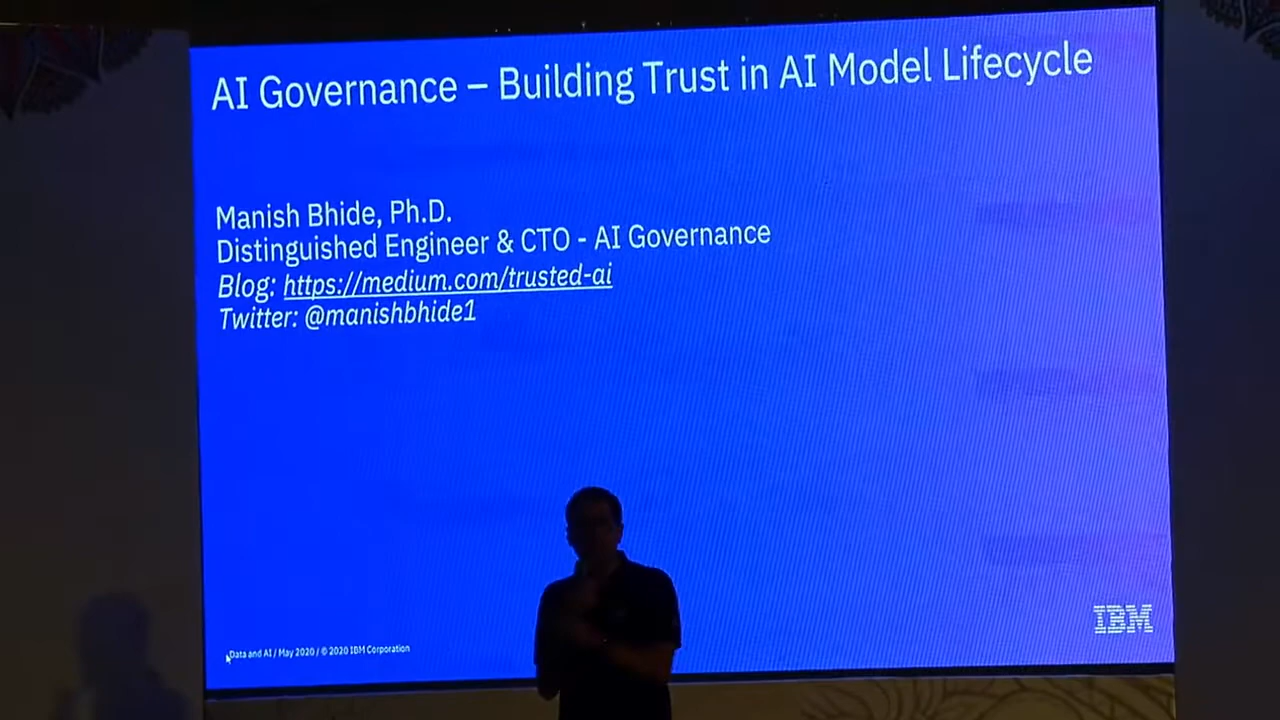 AI Governance – Building Trust in AI Model Lifecycle
Manish Bhide, Ph.D.
Distinguished Engineer & CTO - AI Governance
Blog: https://medium.com/trusted-ai
Twitter: @manishbhide1
Data and AI / May 2020 / © 2020 IBM Corporation
IBM